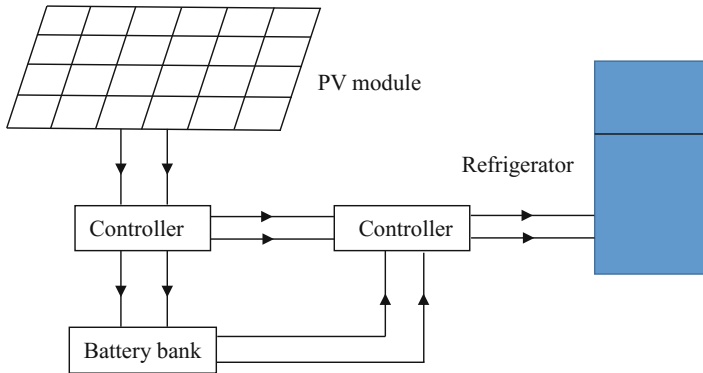 PV module
Refrigerator
Controller
Controller
Battery bank